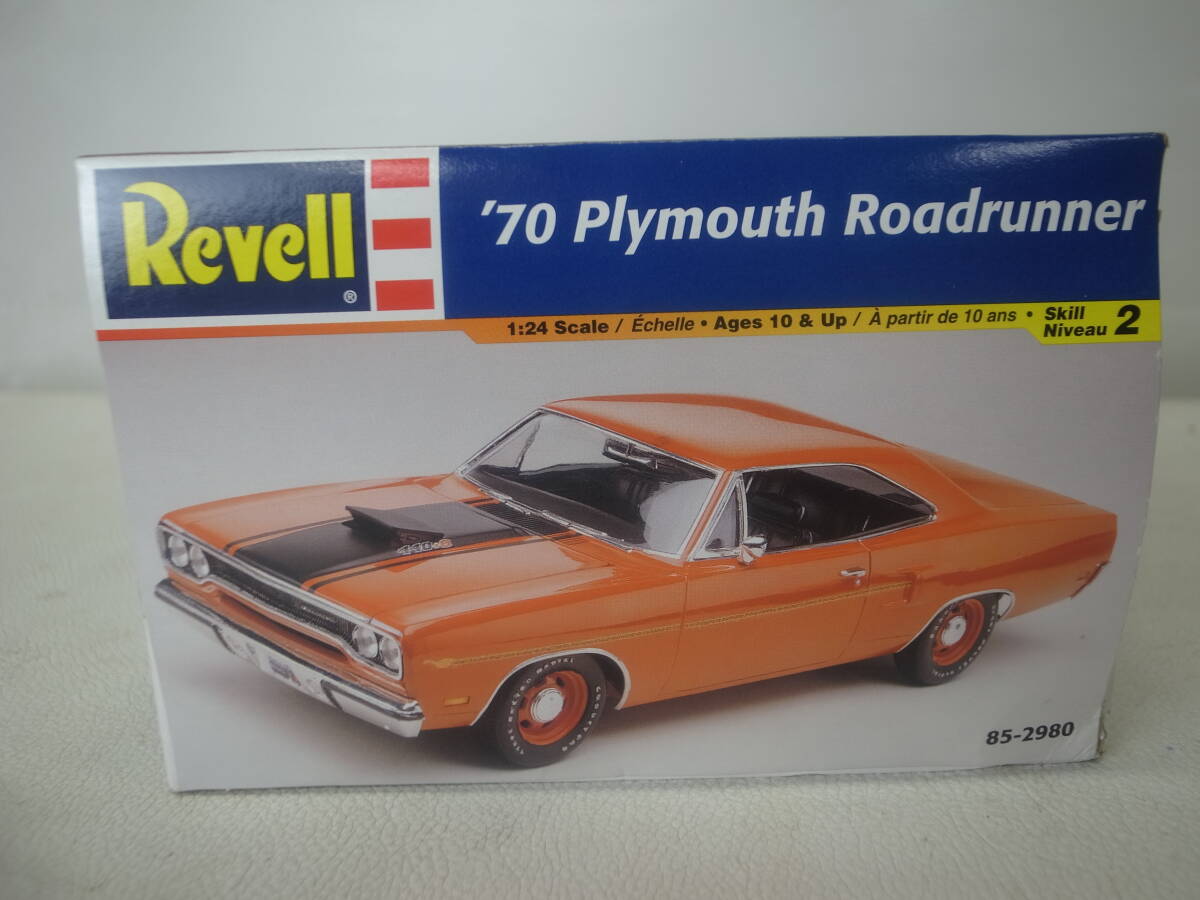 Revell
®
'70 Plymouth Roadrunner
1:24 Scale / Échelle • Ages 10 & Up / À partir de 10 ans •
Skill
Niveau 2
440+6
85-2980